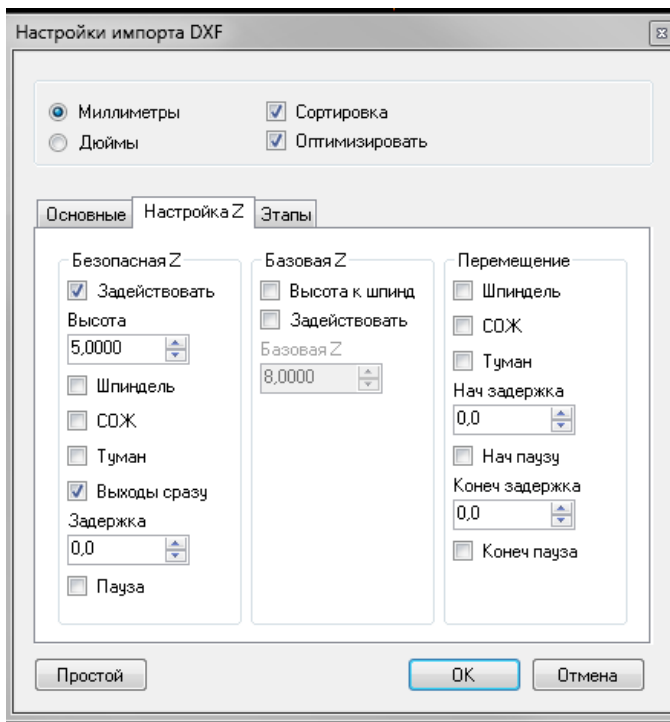 Настройки импорта DXF
Миллиметры
Дюймы
Сортировка
Оптимизировать
Основные
Настройка Z
Этапы
Безопасная Z
Задействовать
Высота
5,0000
Шпиндель
СОЖ
Туман
Выходы сразу
Задержка
0,0
Пауза
Базовая Z
Высота к шпинд
Задействовать
Базовая Z
8,0000
Перемещение
Шпиндель
СОЖ
Туман
Нач задержка
0,0
Нач паузу
Конеч задержка
0,0
Конеч пауза
Простой
OK
Отмена